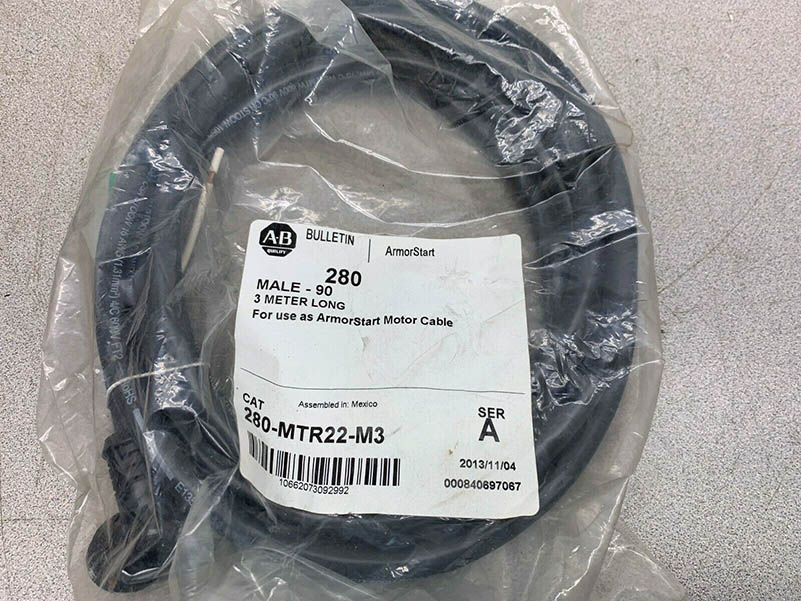 A-B
QUALITY
BULLETIN
280
ArmorStart
MALE - 90
3 METER LONG
For use as ArmorStart Motor Cable
CAT
Assembled in: Mexico
280-MTR22-M3
SER
A
10662073092992
2013/11/04
000840697067